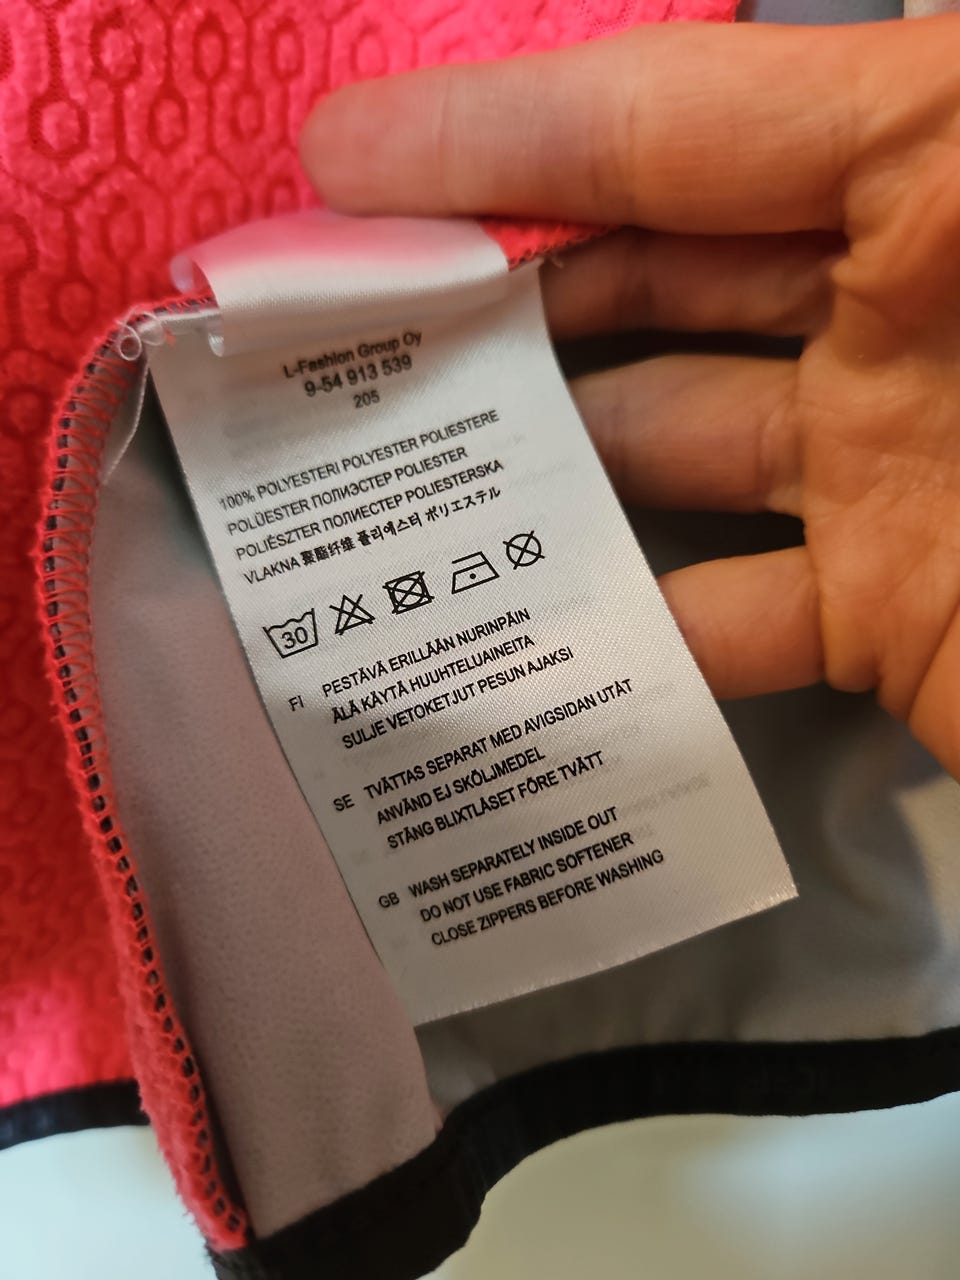 L-Fashion Group Oy
9-54 913 539
205
100% POLYESTERI POLYESTER POLIESTERE
POLÜESTER ПОЛИЭСТЕР POLIESTER
POLIÉSZTER ПОЛИЕСТЕР POLIESTERSKA
VLAKNA 聚酯纤维 폴리에스터 ポリエステル
30
FI PESTÄVÄ ERILLÄÄN NURINPÄIN
ÄLÄ KÄYTÄ HUUHTELUAINEITA
SULJE VETOKETJUT PESUN AJAKSI
SE TVÄTTAS SEPARAT MED AVIGSIDAN UTÅT
ANVÄND EJ SKÖLJMEDEL
STÄNG BLIXTLÅSET FÖRE TVÄTT
GB WASH SEPARATELY INSIDE OUT
DO NOT USE FABRIC SOFTENER
CLOSE ZIPPERS BEFORE WASHING